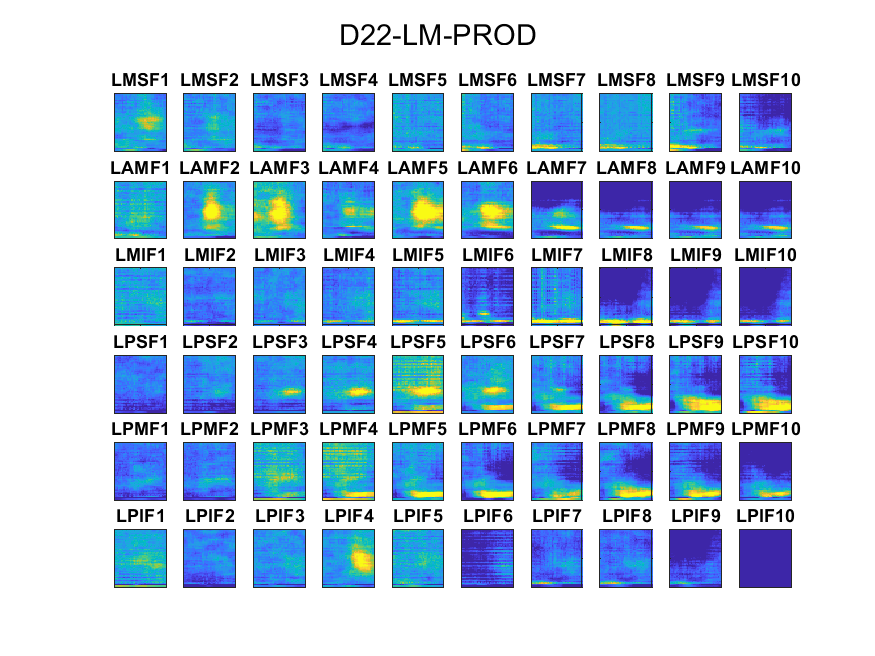 D22-LM-PROD
LMSF1 LMSF2 LMSF3 LMSF4 LMSF5 LMSF6 LMSF7 LMSF8 LMSF9 LMSF10
LAMF1 LAMF2 LAMF3 LAMF4 LAMF5 LAMF6 LAMF7 LAMF8 LAMF9 LAMF10
LMIF1 LMIF2 LMIF3 LMIF4 LMIF5 LMIF6 LMIF7 LMIF8 LMIF9 LMIF10
LPSF1 LPSF2 LPSF3 LPSF4 LPSF5 LPSF6 LPSF7 LPSF8 LPSF9 LPSF10
LPMF1 LPMF2 LPMF3 LPMF4 LPMF5 LPMF6 LPMF7 LPMF8 LPMF9 LPMF10
LPIF1 LPIF2 LPIF3 LPIF4 LPIF5 LPIF6 LPIF7 LPIF8 LPIF9 LPIF10